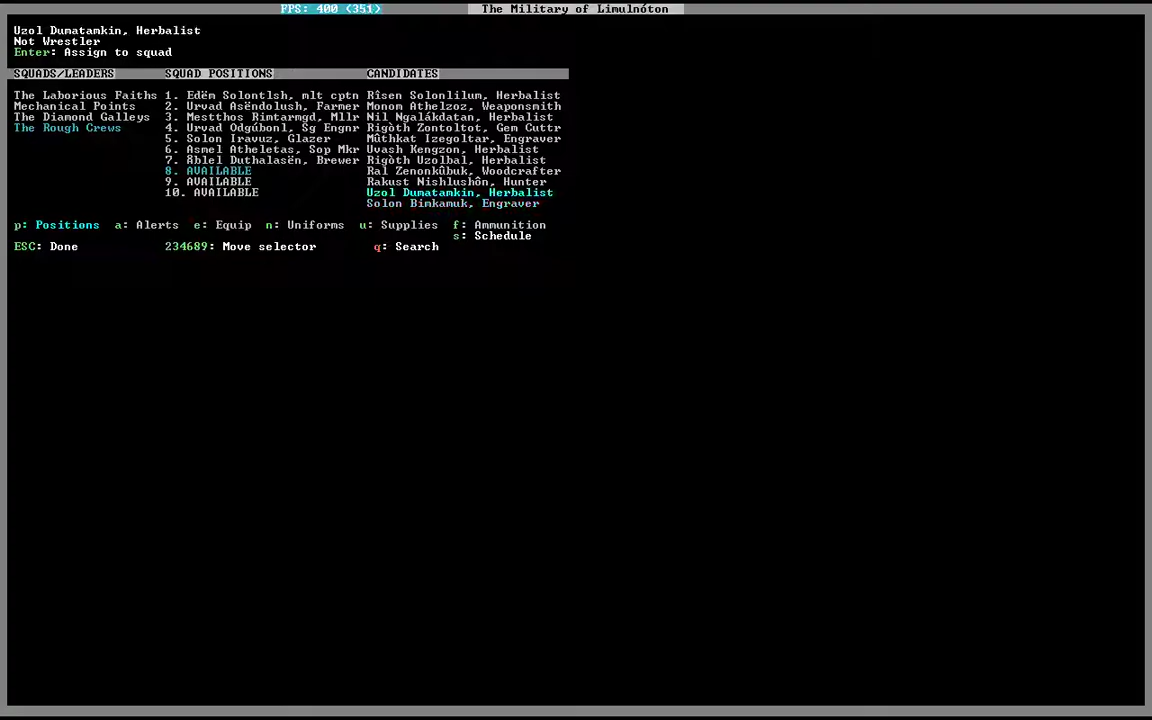 FPS: 400 (351) The Military of Limulnóton
Uzol Dumatamkin, Herbalist
Not Wrestler
Enter: Assign to squad
SQUADS/LEADERS SQUAD POSITIONS CANDIDATES
The Laborious Faiths 1. Edëm Solontlsh, mlt cptn Rîsen Solonlilum, Herbalist
Mechanical Points 2. Urvad Asëndolush, Farmer Monom Athelzoz, Weaponsmith
The Diamond Galleys 3. Mestthos Rimtarmgd, Mllr Nil Ngalákdatan, Herbalist
The Rough Crews 4. Urvad Odgúbonl, Sg Engnr Rigòth Zontoltot, Gem Cuttr
5. Solon Iravuz, Glazer Mûthkat Izegoltar, Engraver
6. Asmel Atheletas, Sop Mkr Uvash Kengzon, Herbalist
7. Åblel Duthalasën, Brewer Rigòth Uzolbal, Herbalist
8. AVAILABLE Ral Zenonkûbuk, Woodcrafter
9. AVAILABLE Rakust Nishlushôn, Hunter
10. AVAILABLE Uzol Dumatamkin, Herbalist
Solon Bimkamuk, Engraver
p: Positions a: Alerts e: Equip n: Uniforms u: Supplies f: Ammunition
s: Schedule
ESC: Done 234689: Move selector q: Search